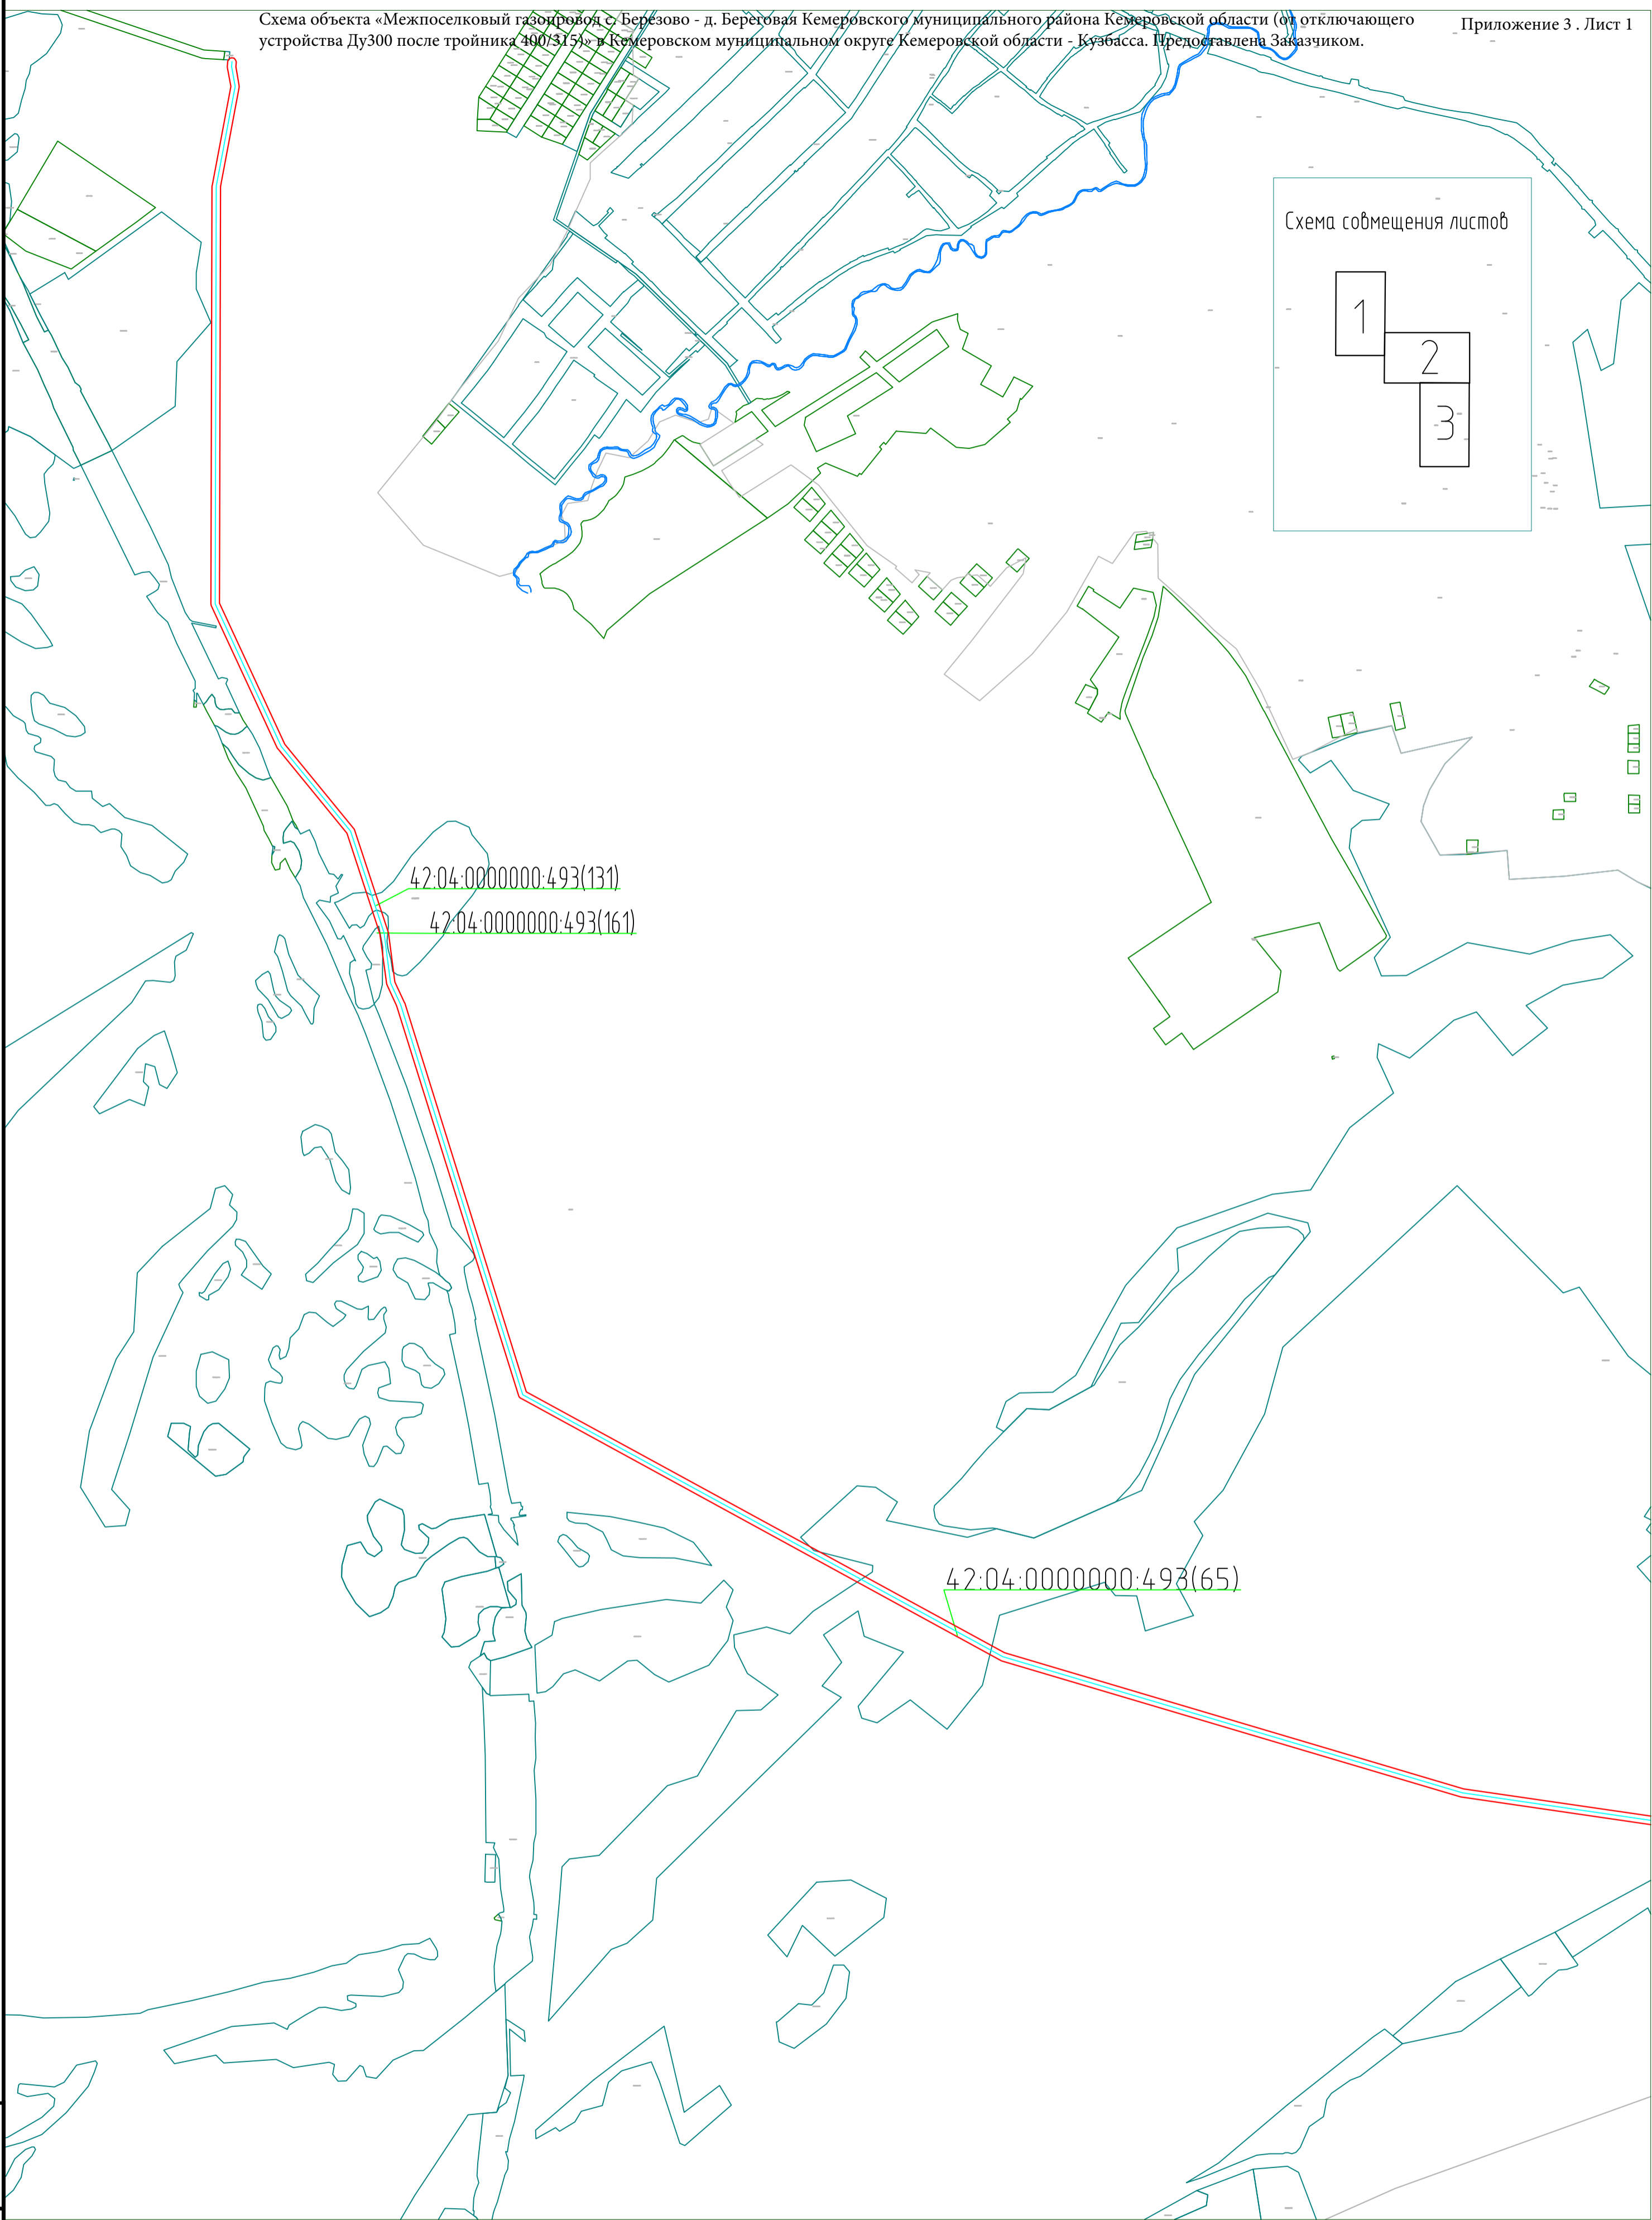 Схема объекта «Межпоселковый газопровод с. Березово - д. Береговая Кемеровского муниципального района Кемеровской области (от отключающего
устройства Ду300 после тройника 400/315)» в Кемеровском муниципальном округе Кемеровской области - Кузбасса. Предоставлена Заказчиком.
Приложение 3 . Лист 1
Схема совмещения листов
1
2
3
42:04:0000000:493(131)
42:04:0000000:493(161)
42:04:0000000:493(65)